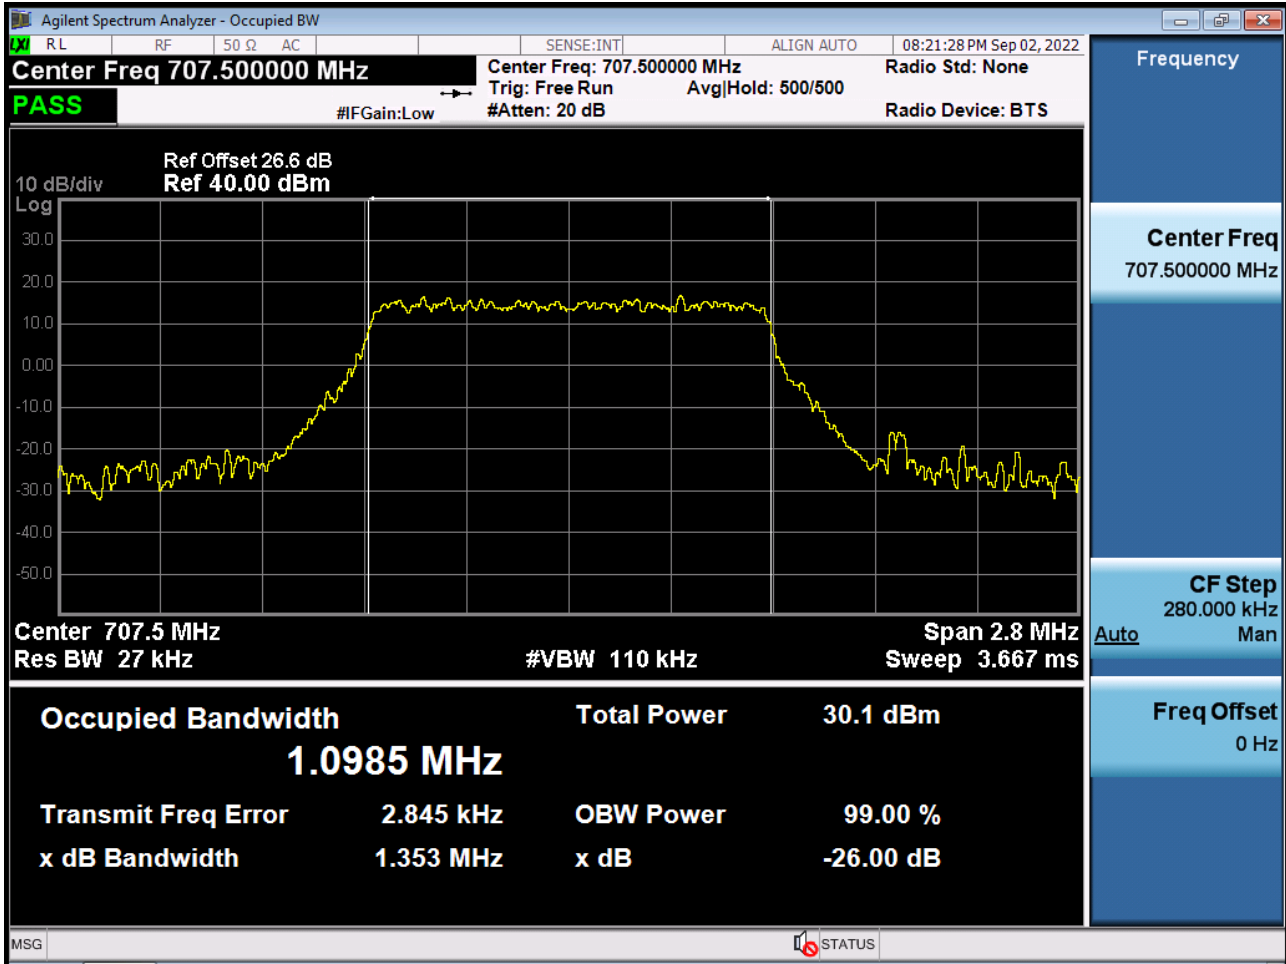 Agilent Spectrum Analyzer - Occupied BW
LXI RL RF 50 Ω AC SENSE:INT ALIGN AUTO 08:21:28 PM Sep 02, 2022
Center Freq 707.500000 MHz
Center Freq: 707.500000 MHz Radio Std: None
Trig: Free Run Avg|Hold: 500/500
PASS
#IFGain:Low #Atten: 20 dB Radio Device: BTS
Ref Offset 26.6 dB
10 dB/div Ref 40.00 dBm
Log
30.0
20.0
10.0
0.00
-10.0
-20.0
-30.0
-40.0
-50.0
Center 707.5 MHz Span 2.8 MHz
Res BW 27 kHz #VBW 110 kHz Sweep 3.667 ms
Occupied Bandwidth Total Power 30.1 dBm
1.0985 MHz
Transmit Freq Error 2.845 kHz OBW Power 99.00 %
x dB Bandwidth 1.353 MHz x dB -26.00 dB
MSG STATUS
Frequency
Center Freq
707.500000 MHz
CF Step
280.000 kHz
Auto Man
Freq Offset
0 Hz